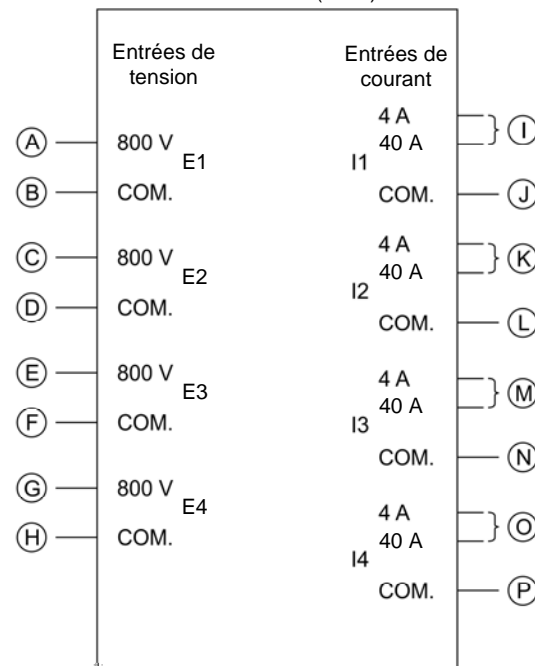 Entrées de
tension
Entrées de
courant
A
800 V
E1
B
COM.
C
800 V
E2
D
COM.
E
800 V
E3
F
COM.
G
800 V
E4
H
COM.
4 A
40 A
I
I1
COM.
J
4 A
40 A
K
I2
COM.
L
4 A
40 A
M
I3
COM.
N
4 A
40 A
O
I4
COM.
P